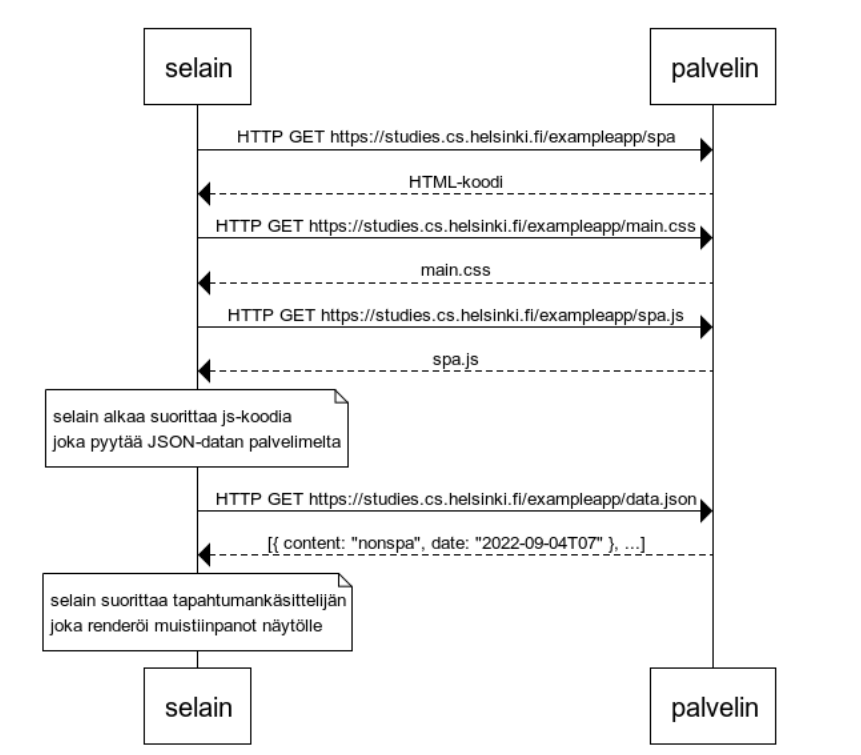 selain palvelin
HTTP GET https://studies.cs.helsinki.fi/exampleapp/spa
HTML-koodi
HTTP GET https://studies.cs.helsinki.fi/exampleapp/main.css
main.css
HTTP GET https://studies.cs.helsinki.fi/exampleapp/spa.js
spa.js
selain alkaa suorittaa js-koodia
joka pyytää JSON-datan palvelimelta
HTTP GET https://studies.cs.helsinki.fi/exampleapp/data.json
[{ content: "nonspa", date: "2022-09-04T07" }, ...]
selain suorittaa tapahtumankäsittelijän
joka renderöi muistiinpanot näytölle
selain palvelin